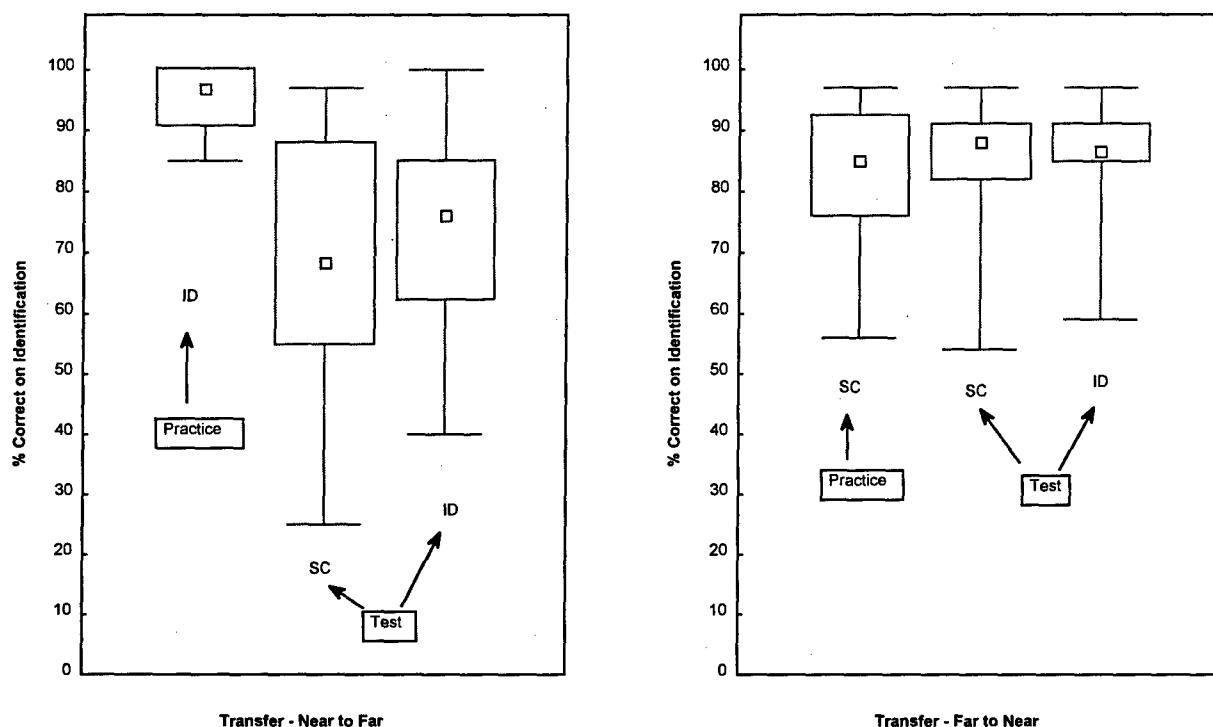 % Correct on Identification
100
90
80
70
60
50
40
30
20
10
0
ID
Practice
SC
ID
Test
Transfer - Near to Far
% Correct on Identification
100
90
80
70
60
50
40
30
20
10
0
SC
Practice
SC
ID
Test
Transfer - Far to Near